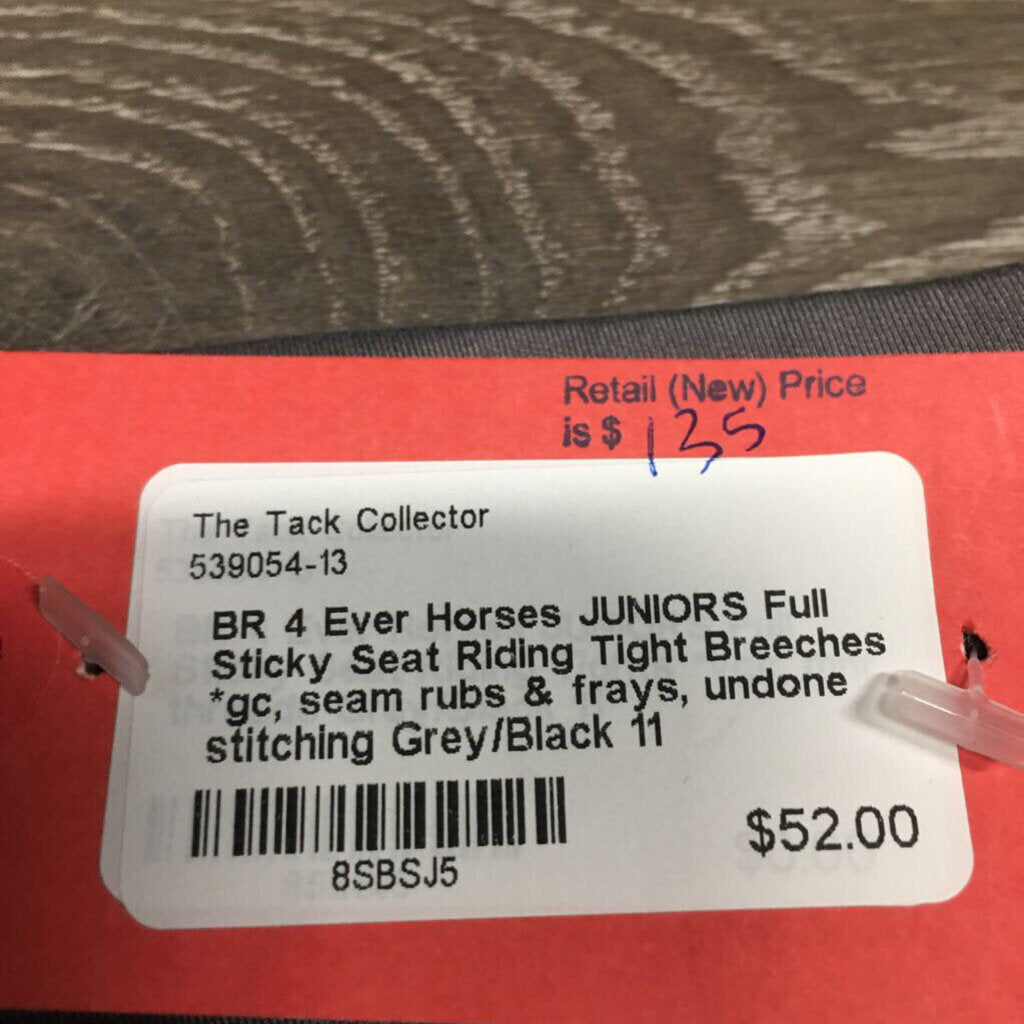 Retail (New) Price
is $ 135
The Tack Collector
539054-13
BR 4 Ever Horses JUNIORS Full
Sticky Seat Riding Tight Breeches
*gc, seam rubs & frays, undone
stitching Grey/Black 11
$52.00
8SBSJ5